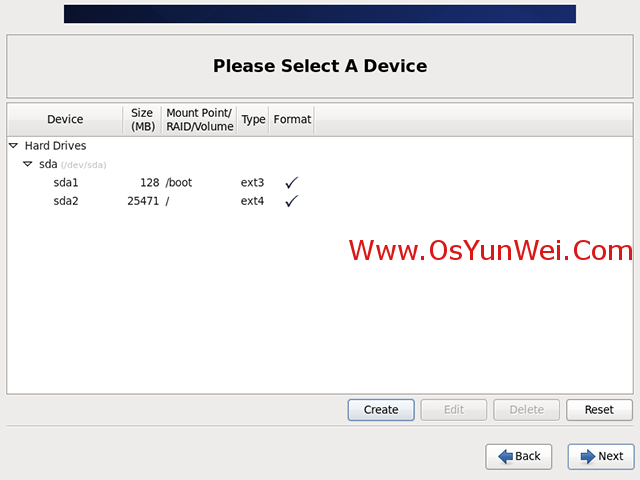 Please Select A Device
Device Size (MB) Mount Point/ RAID/Volume Type Format
Hard Drives
sda (/dev/sda)
sda1 128 /boot ext3
sda2 25471 / ext4
Www.OsYunWei.Com
Create Edit Delete Reset
Back Next